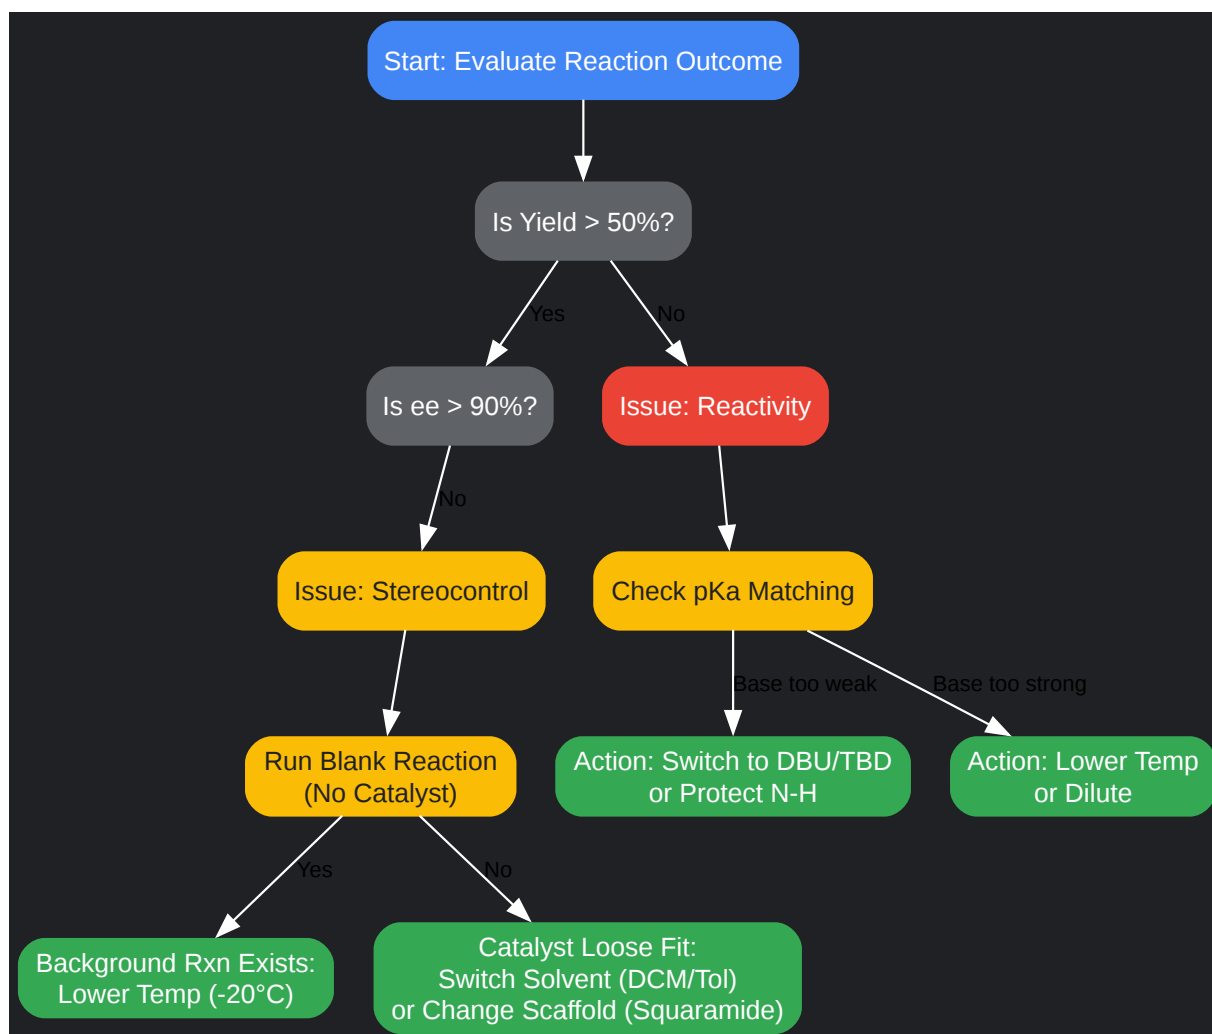 Start: Evaluate Reaction Outcome
Is Yield > 50%?
Yes
No
Is ee > 90%?
Issue: Reactivity
No
Issue: Stereocontrol
Check pKa Matching
Base too weak
Base too strong
Run Blank Reaction
(No Catalyst)
Action: Switch to DBU/TBD
or Protect N-H
Action: Lower Temp
or Dilute
Yes
No
Background Rxn Exists:
Lower Temp (-20°C)
Catalyst Loose Fit:
Switch Solvent (DCM/Tol)
or Change Scaffold (Squaramide)